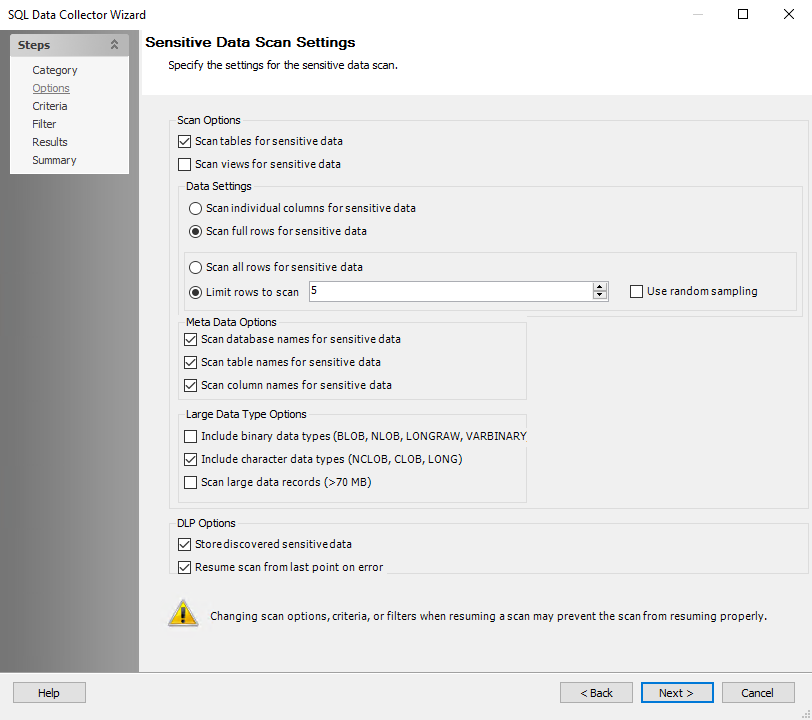 SQL Data Collector Wizard
Steps
Category
Options
Criteria
Filter
Results
Summary
Sensitive Data Scan Settings
Specify the settings for the sensitive data scan.
Scan Options
Scan tables for sensitive data
Scan views for sensitive data
Data Settings
Scan individual columns for sensitive data
Scan full rows for sensitive data
Scan all rows for sensitive data
Limit rows to scan 5 Use random sampling
Meta Data Options
Scan database names for sensitive data
Scan table names for sensitive data
Scan column names for sensitive data
Large Data Type Options
Include binary data types (BLOB, NLOB, LONGRAW, VARBINARY
Include character data types (NCLOB, CLOB, LONG)
Scan large data records (>70 MB)
DLP Options
Store discovered sensitive data
Resume scan from last point on error
Changing scan options, criteria, or filters when resuming a scan may prevent the scan from resuming properly.
Help < Back Next > Cancel